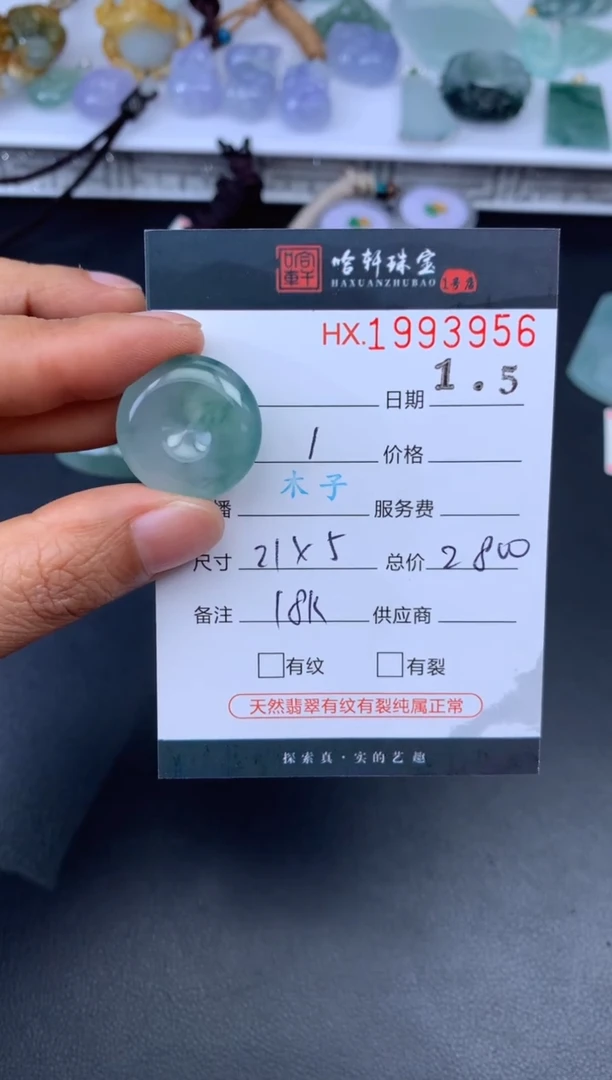 哈轩珠宝
HAXUANZHUBAO 1号店
HX.1993956
日期 1.5
1 价格
木子
播 服务费
尺寸 21×5 总价 2800
备注 18K 供应商
有纹 有裂
天然翡翠有纹有裂纯属正常
探索真·实的艺趣